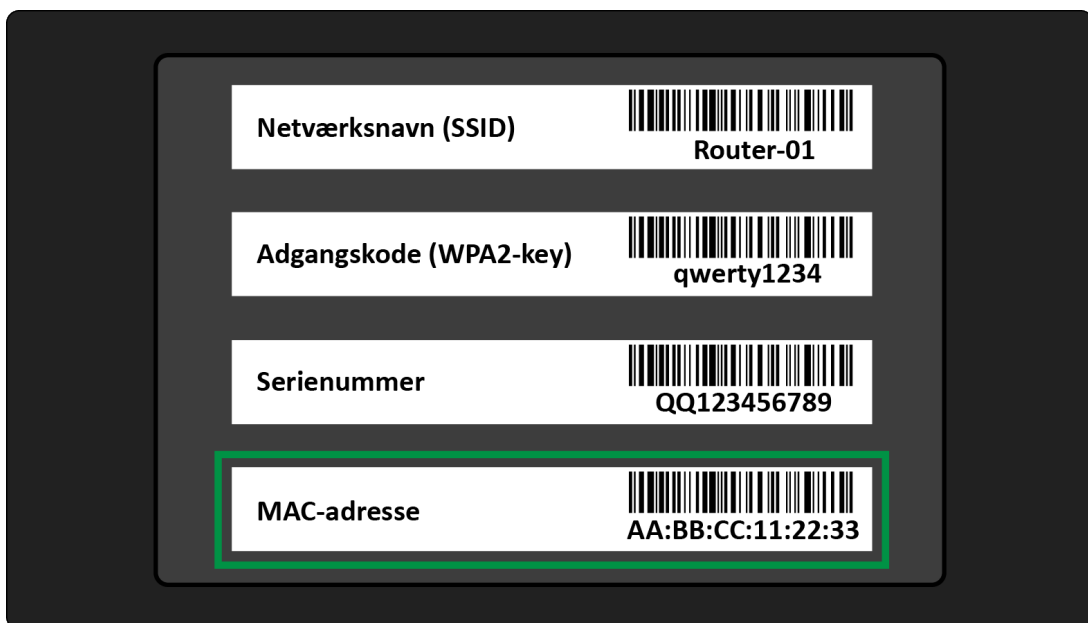 Netværksnavn (SSID)
Router-01
Adgangskode (WPA2-key)
qwerty1234
Serienummer
QQ123456789
MAC-adresse
AA:BB:CC:11:22:33